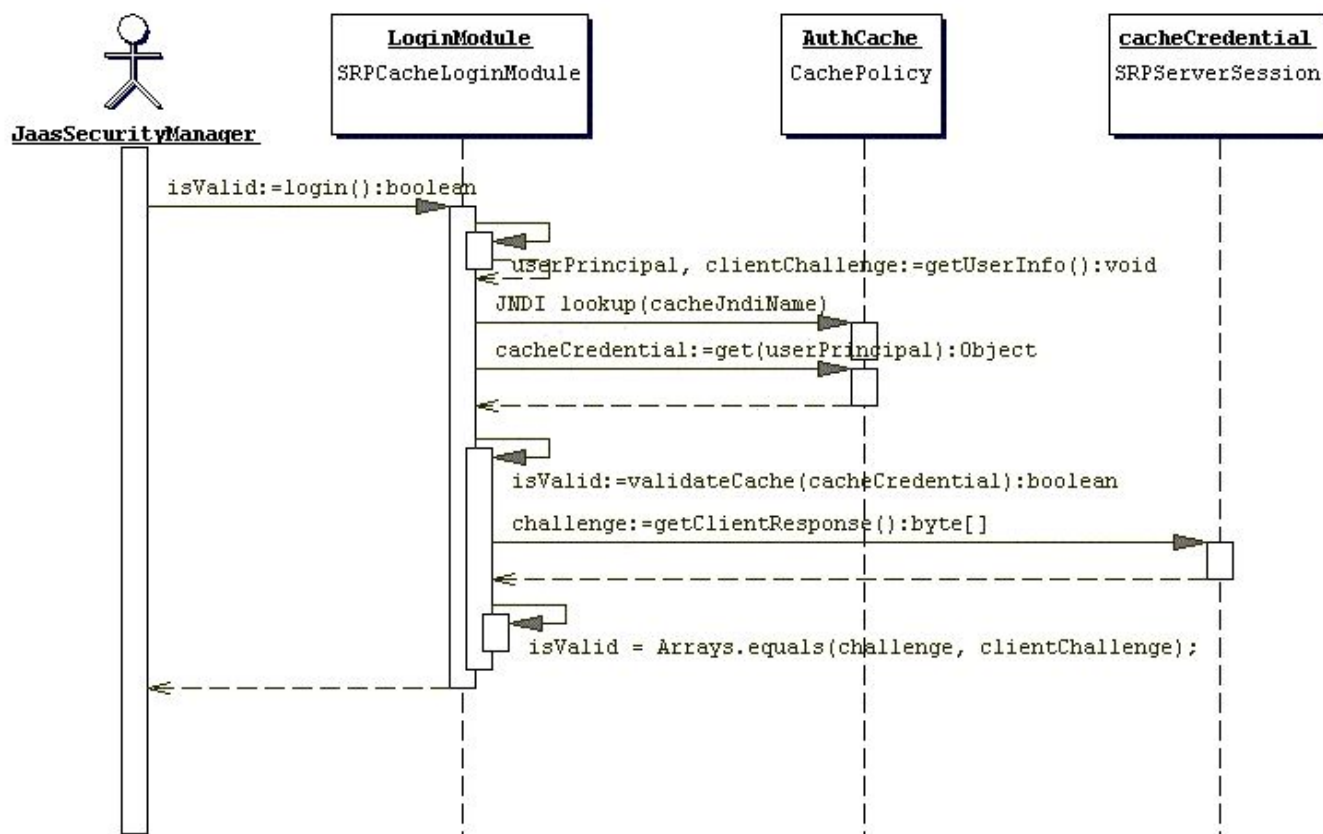 LoginModule
SRPCacheLoginModule
AuthCache
CachePolicy
cacheCredential
SRPServerSession
JaasSecurityManager
isValid:=login():boolean
userPrincipal, clientChallenge:=getUserInfo():void
JNDI lookup(cacheJndiName)
cacheCredential:=get(userPrincipal):Object
isValid:=validateCache(cacheCredential):boolean
challenge:=getClientResponse():byte[]
isValid = Arrays.equals(challenge, clientChallenge);